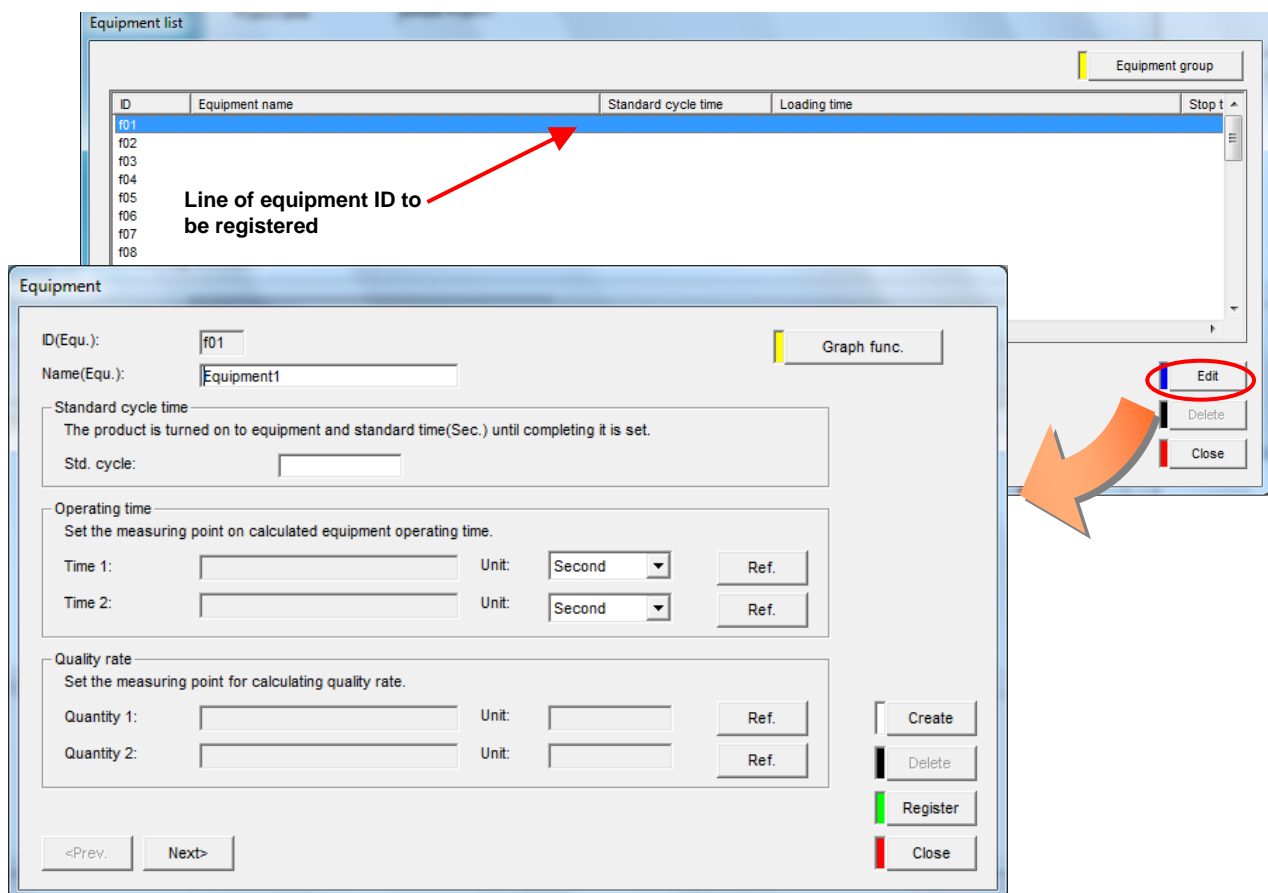 Equipment list
Equipment group
ID Equipment name Standard cycle time Loading time Stop t
f01
f02
f03
f04
f05
f06
f07
f08
Line of equipment ID to
be registered
Edit
Delete
Close
Equipment
ID(Equ.): f01
Graph func.
Name(Equ.): Equipment1
Standard cycle time
The product is turned on to equipment and standard time(Sec.) until completing it is set.
Std. cycle:
Operating time
Set the measuring point on calculated equipment operating time.
Time 1: Unit: Second Ref.
Time 2: Unit: Second Ref.
Quality rate
Set the measuring point for calculating quality rate.
Quantity 1: Unit: Ref.
Quantity 2: Unit: Ref.
Create
Delete
Register
Close
<Prev. Next>